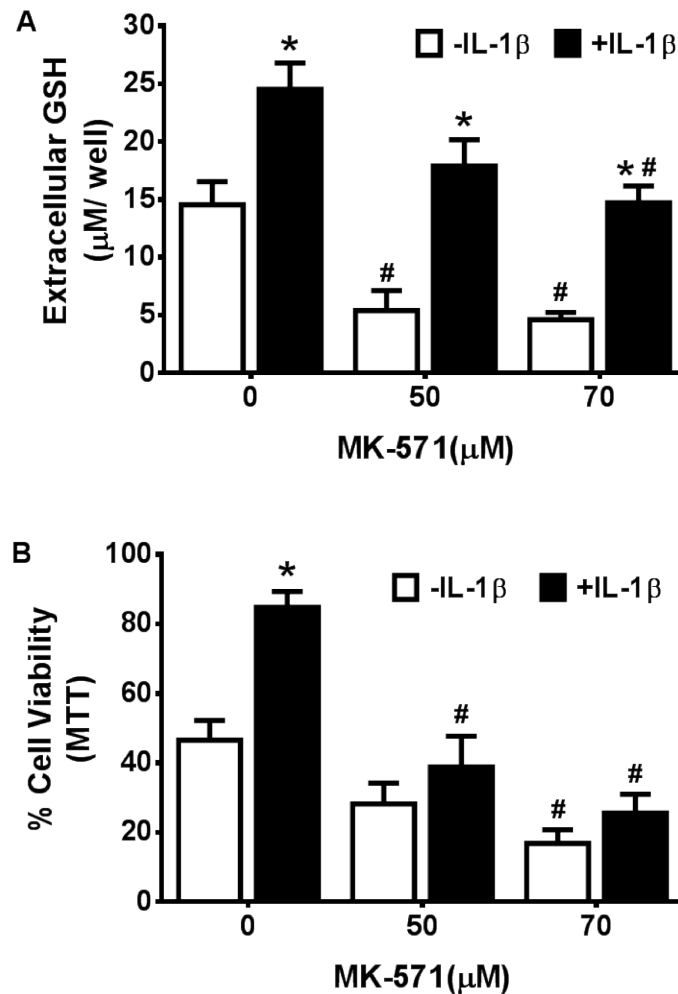 A
30
25
20
15
10
5
0
Extracellular GSH
(μM/ well)
-IL-1β +IL-1β
*
*
* #
#
#
0 50 70
MK-571(μM)
B
100
80
60
40
20
0
% Cell Viability
(MTT)
-IL-1β +IL-1β
*
#
#
#
0 50 70
MK-571(μM)